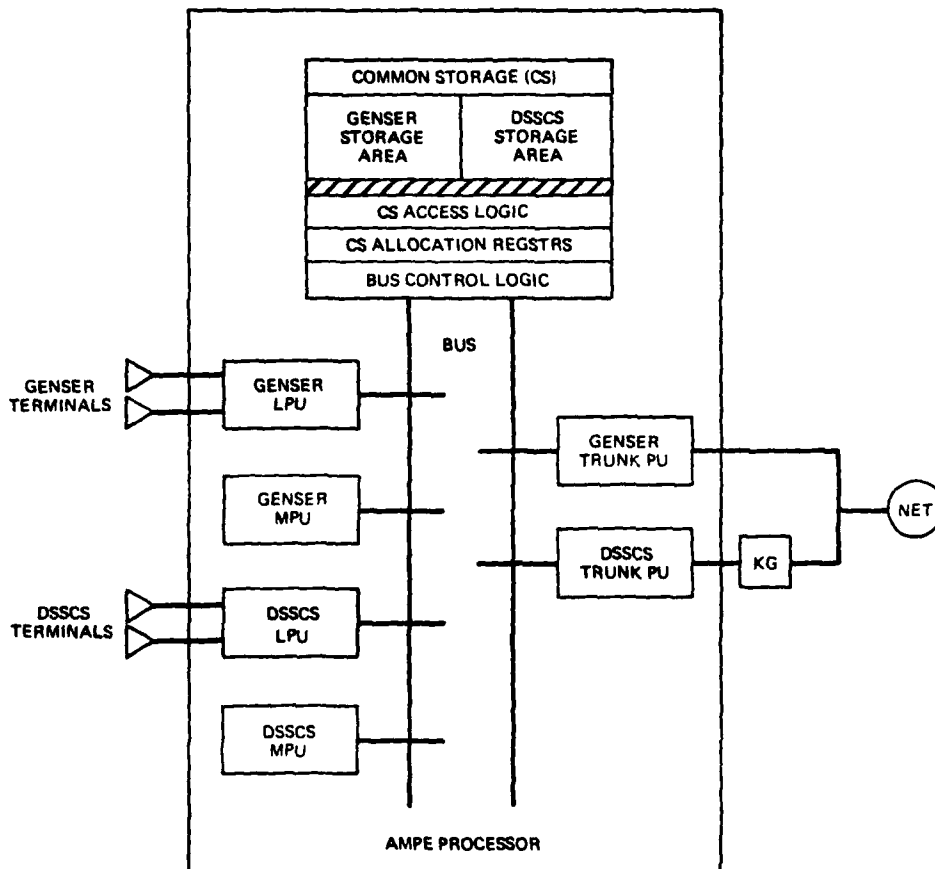 COMMON STORAGE (CS)
GENSER
STORAGE
AREA
DSSCS
STORAGE
AREA
CS ACCESS LOGIC
CS ALLOCATION REGSTRS
BUS CONTROL LOGIC
BUS
GENSER
TERMINALS
GENSER
LPU
GENSER
TRUNK PU
GENSER
MPU
NET
DSSCS
TRUNK PU
KG
DSSCS
TERMINALS
DSSCS
LPU
DSSCS
MPU
AMPE PROCESSOR